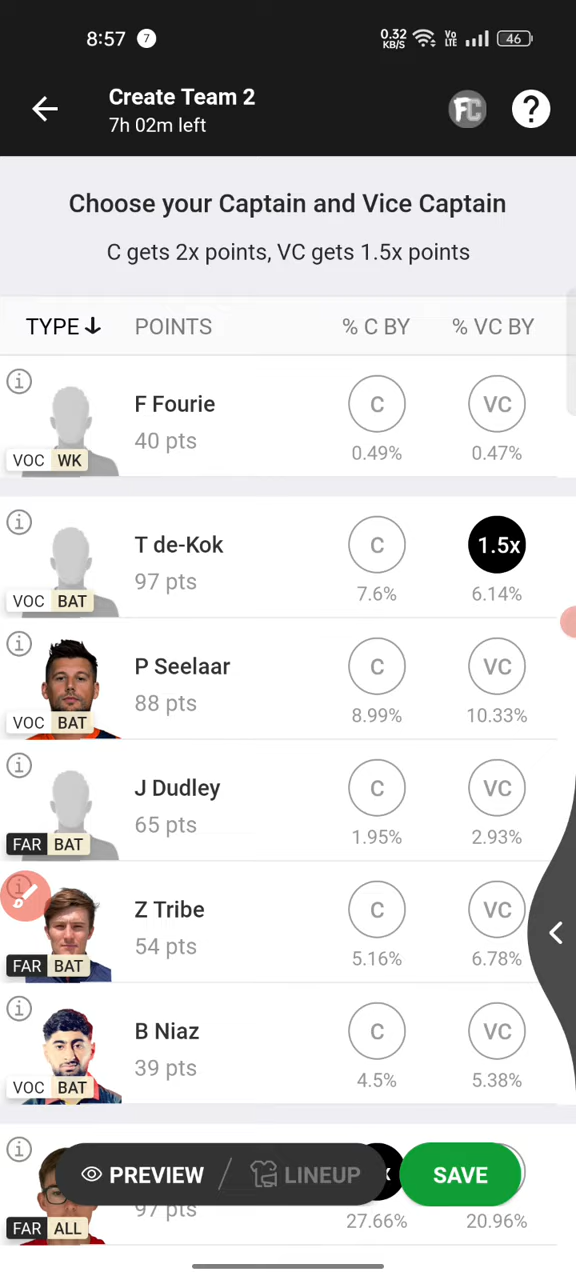 8:57 7 0.32 KB/S Vo LTE 46
Create Team 2
7h 02m left
FC ?
Choose your Captain and Vice Captain
C gets 2x points, VC gets 1.5x points
TYPE↓ POINTS % C BY % VC BY
F Fourie
40 pts
C VC
0.49% 0.47%
VOC WK
T de-Kok
97 pts
C 1.5x
7.6% 6.14%
VOC BAT
P Seelaar
88 pts
C VC
8.99% 10.33%
VOC BAT
J Dudley
65 pts
C VC
1.95% 2.93%
FAR BAT
Z Tribe
54 pts
C VC
5.16% 6.78%
FAR BAT
B Niaz
39 pts
C VC
4.5% 5.38%
VOC BAT
PREVIEW / LINEUP SAVE
97 pts
27.66% 20.96%
FAR ALL